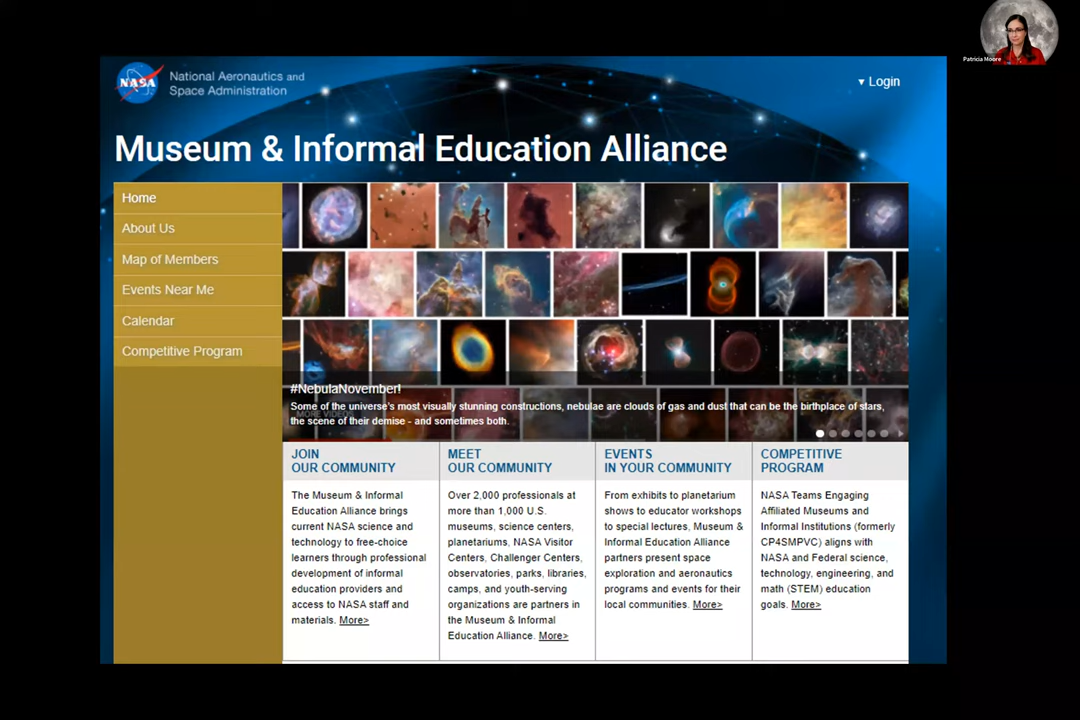 Patricia Moore
NASA
National Aeronautics and
Space Administration
▾ Login
Museum & Informal Education Alliance
Home
About Us
Map of Members
Events Near Me
Calendar
Competitive Program
#NebulaNovember!
Some of the universe's most visually stunning constructions, nebulae are clouds of gas and dust that can be the birthplace of stars,
the scene of their demise - and sometimes both.
MORE VIDEOS
JOIN
OUR COMMUNITY
The Museum & Informal
Education Alliance brings
current NASA science and
technology to free-choice
learners through professional
development of informal
education providers and
access to NASA staff and
materials. More>
MEET
OUR COMMUNITY
Over 2,000 professionals at
more than 1,000 U.S.
museums, science centers,
planetariums, NASA Visitor
Centers, Challenger Centers,
observatories, parks, libraries,
camps, and youth-serving
organizations are partners in
the Museum & Informal
Education Alliance. More>
EVENTS
IN YOUR COMMUNITY
From exhibits to planetarium
shows to educator workshops
to special lectures, Museum &
Informal Education Alliance
partners present space
exploration and aeronautics
programs and events for their
local communities. More>
COMPETITIVE
PROGRAM
NASA Teams Engaging
Affiliated Museums and
Informal Institutions (formerly
CP4SMPVC) aligns with
NASA and Federal science,
technology, engineering, and
math (STEM) education
goals. More>